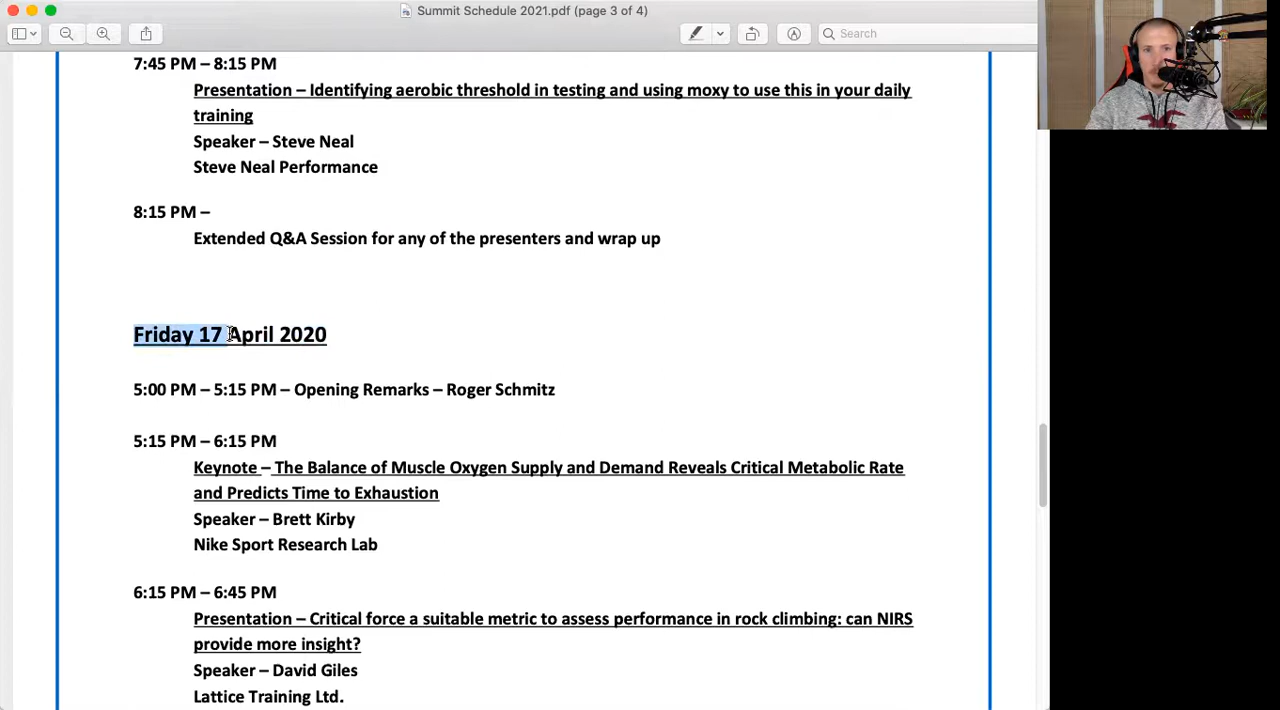 Summit Schedule 2021.pdf (page 3 of 4)
Search
7:45 PM – 8:15 PM
Presentation – Identifying aerobic threshold in testing and using moxy to use this in your daily
training
Speaker – Steve Neal
Steve Neal Performance
8:15 PM –
Extended Q&A Session for any of the presenters and wrap up
Friday 17 April 2020
5:00 PM – 5:15 PM – Opening Remarks – Roger Schmitz
5:15 PM – 6:15 PM
Keynote – The Balance of Muscle Oxygen Supply and Demand Reveals Critical Metabolic Rate
and Predicts Time to Exhaustion
Speaker – Brett Kirby
Nike Sport Research Lab
6:15 PM – 6:45 PM
Presentation – Critical force a suitable metric to assess performance in rock climbing: can NIRS
provide more insight?
Speaker – David Giles
Lattice Training Ltd.